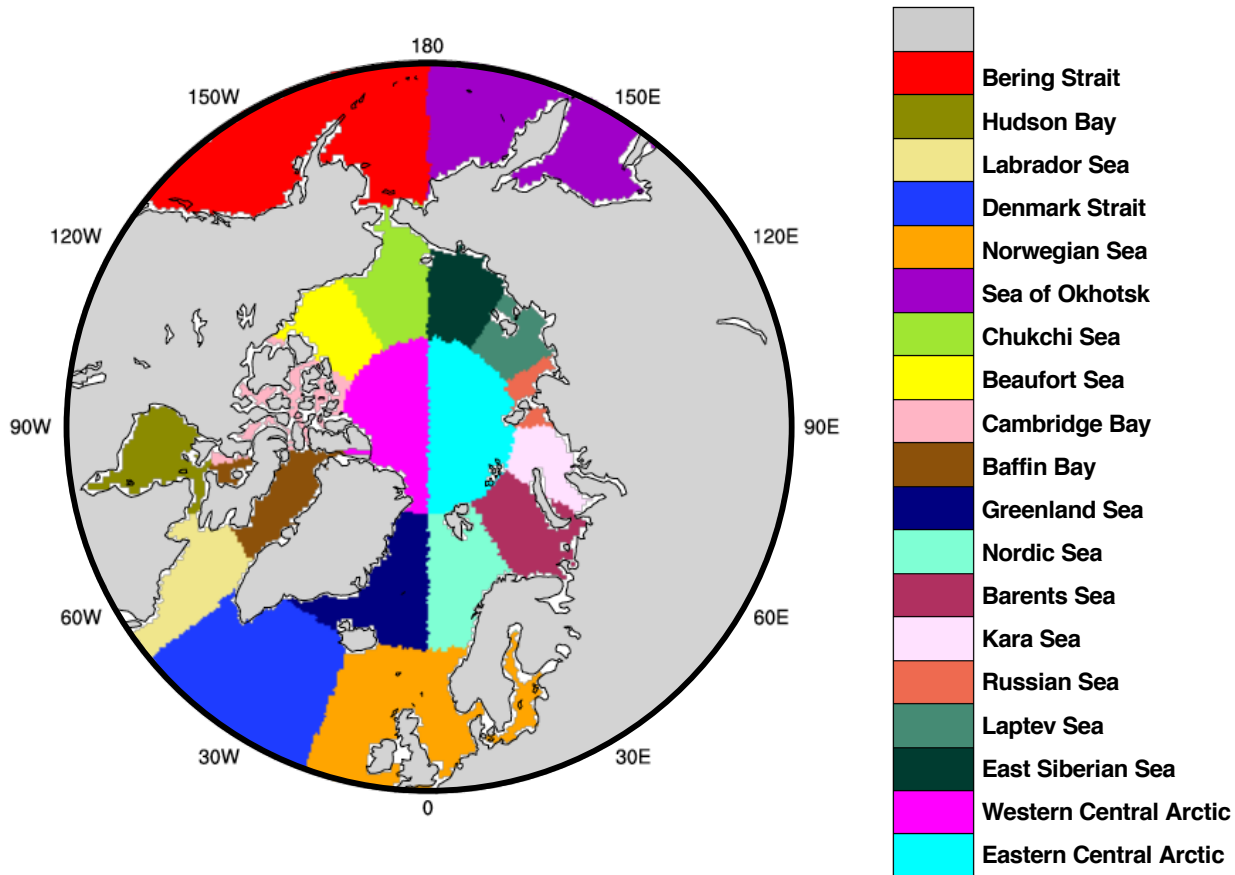 180
150W
150E
120W
120E
90W
90E
60W
60E
30W
30E
0
Bering Strait
Hudson Bay
Labrador Sea
Denmark Strait
Norwegian Sea
Sea of Okhotsk
Chukchi Sea
Beaufort Sea
Cambridge Bay
Baffin Bay
Greenland Sea
Nordic Sea
Barents Sea
Kara Sea
Russian Sea
Laptev Sea
East Siberian Sea
Western Central Arctic
Eastern Central Arctic